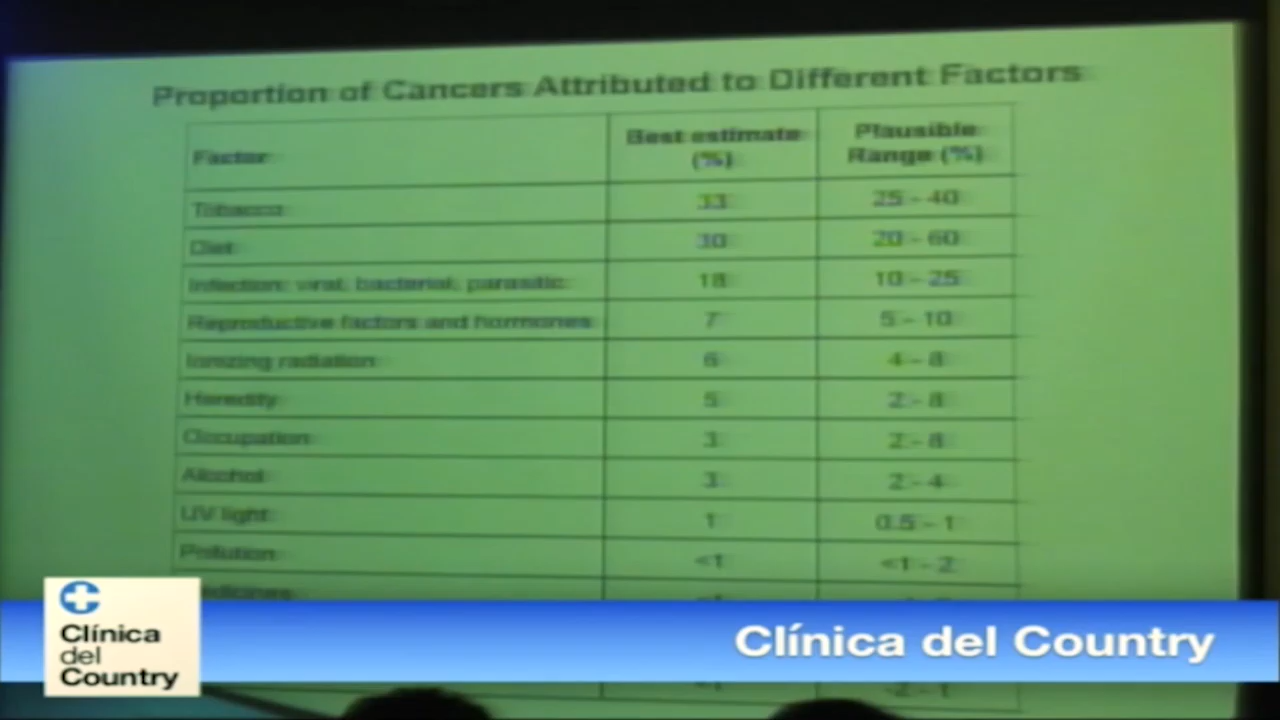 Proportion of Cancers Attributed to Different Factors
Factor Best estimate (%) Plausible Range (%)
Tobacco 33 25 - 40
Diet 30 20 - 60
Infection: viral, bacterial, parasitic 18 10 - 25
Reproductive factors and hormones 7 5 - 10
Ionizing radiation 6 4 - 8
Heredity 5 2 - 8
Occupation 3 2 - 8
Alcohol 3 2 - 4
UV light 1 0.5 - 1
Pollution <1 <1 - 2
Clínica del Country
Clínica
del
Country